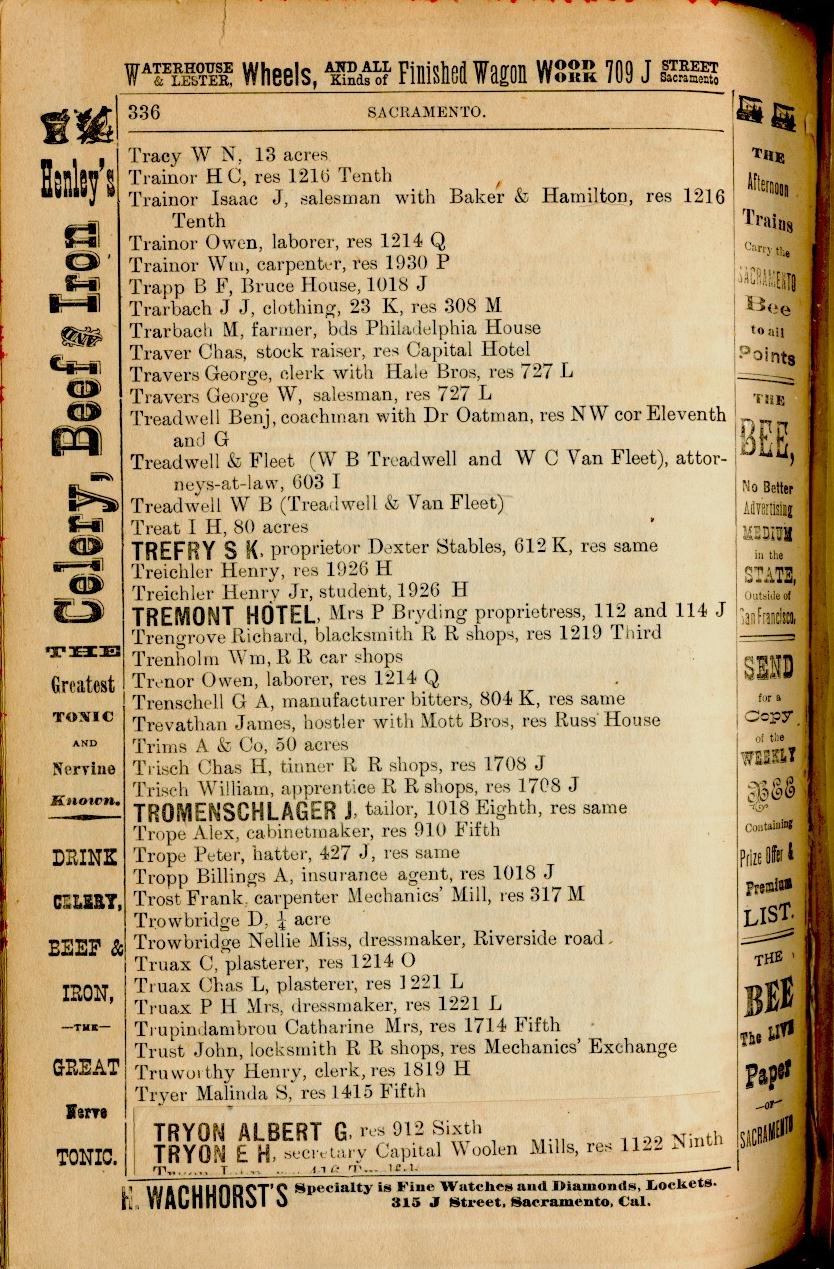 WATERHOUSE & LESTER, Wheels, AND ALL Kinds of Finished Wagon WOOD WORK 709 J STREET Sacramento
336 SACRAMENTO.
Tracy W N, 13 acres
Trainor H C, res 1216 Tenth
Trainor Isaac J, salesman with Baker & Hamilton, res 1216
Tenth
Trainor Owen, laborer, res 1214 Q
Trainor Wm, carpenter, res 1930 P
Trapp B F, Bruce House, 1018 J
Trarbach J J, clothing, 23 K, res 308 M
Trarbach M, farmer, bds Philadelphia House
Traver Chas, stock raiser, res Capital Hotel
Travers George, clerk with Hale Bros, res 727 L
Travers George W, salesman, res 727 L
Treadwell Benj, coachman with Dr Oatman, res NW cor Eleventh
and G
Treadwell & Fleet (W B Treadwell and W C Van Fleet), attor-
neys-at-law, 603 I
Treadwell W B (Treadwell & Van Fleet)
Treat I H, 80 acres
TREFRY S K, proprietor Dexter Stables, 612 K, res same
Treichler Henry, res 1926 H
Treichler Henry Jr, student, 1926 H
TREMONT HOTEL, Mrs P Bryding proprietress, 112 and 114 J
Trengrove Richard, blacksmith R R shops, res 1219 Third
Trenholm Wm, R R car shops
Trenor Owen, laborer, res 1214 Q
Trenschell G A, manufacturer bitters, 804 K, res same
Trevathan James, hostler with Mott Bros, res Russ House
Trims A & Co, 50 acres
Trisch Chas H, tinner R R shops, res 1708 J
Trisch William, apprentice R R shops, res 1708 J
TROMENSCHLAGER J, tailor, 1018 Eighth, res same
Trope Alex, cabinetmaker, res 910 Fifth
Trope Peter, hatter, 427 J, res same
Tropp Billings A, insurance agent, res 1018 J
Trost Frank, carpenter Mechanics' Mill, res 317 M
Trowbridge D, ¼ acre
Trowbridge Nellie Miss, dressmaker, Riverside road.
Truax C, plasterer, res 1214 O
Truax Chas L, plasterer, res 1221 L
Truax P H Mrs, dressmaker, res 1221 L
Trupindambrou Catharine Mrs, res 1714 Fifth
Trust John, locksmith R R shops, res Mechanics' Exchange
Truworthy Henry, clerk, res 1819 H
Tryer Malinda S, res 1415 Fifth
TRYON ALBERT G, res 912 Sixth
TRYON E H, secretary Capital Woolen Mills, res 1122 Ninth
H. WACHHORST'S Specialty is Fine Watches and Diamonds, Lockets.
315 J Street, Sacramento, Cal.
Henley's
Celery, Beef AND Iron
THE
Greatest
TONIC
AND
Nervine
Known.
DRINK
CELERY,
BEEF &
IRON,
—THE—
GREAT
Nerve
TONIC.
THE
Afternoon
Trains
Carry the
SACRAMENTO
Bee
to all
Points
THE
BEE,
No Better
Advertising
MEDIUM
in the
STATE,
Outside of
San Francisco,
SEND
for a
Copy
of the
WEEKLY
BEE
Containing
Prize Offer &
Premium
LIST.
THE
BEE
The LIVE
Paper
—OF—
SACRAMENTO